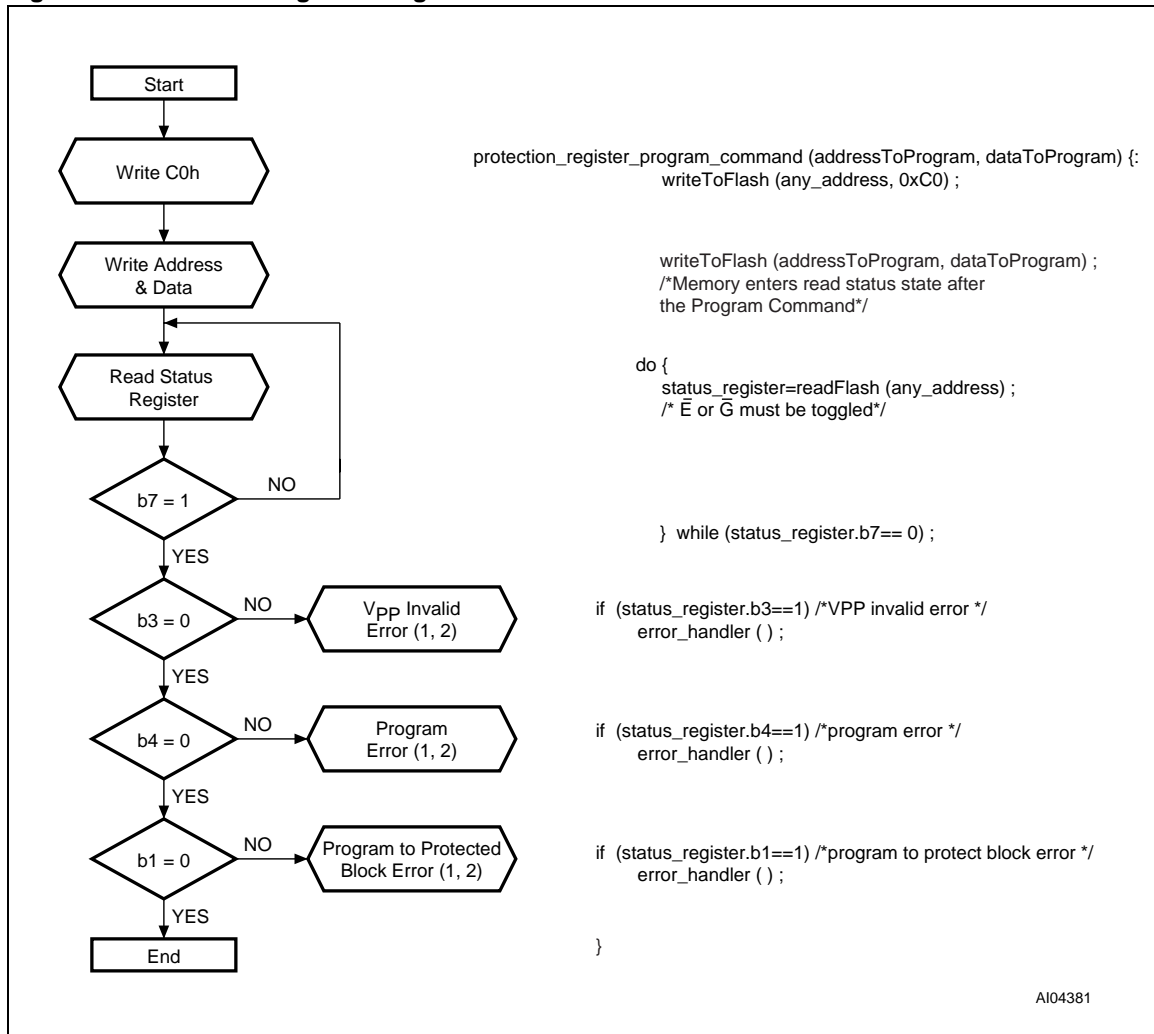 Start
Write C0h
protection_register_program_command (addressToProgram, dataToProgram) {:
writeToFlash (any_address, 0xC0) ;
Write Address
& Data
writeToFlash (addressToProgram, dataToProgram) ;
/*Memory enters read status state after
the Program Command*/
Read Status
Register
do {
status_register=readFlash (any_address) ;
/* E̅ or G̅ must be toggled*/
b7 = 1
NO
} while (status_register.b7== 0) ;
YES
b3 = 0
NO
VPP Invalid
Error (1, 2)
if (status_register.b3==1) /*VPP invalid error */
error_handler ( ) ;
YES
b4 = 0
NO
Program
Error (1, 2)
if (status_register.b4==1) /*program error */
error_handler ( ) ;
YES
b1 = 0
NO
Program to Protected
Block Error (1, 2)
if (status_register.b1==1) /*program to protect block error */
error_handler ( ) ;
YES
End
}
AI04381